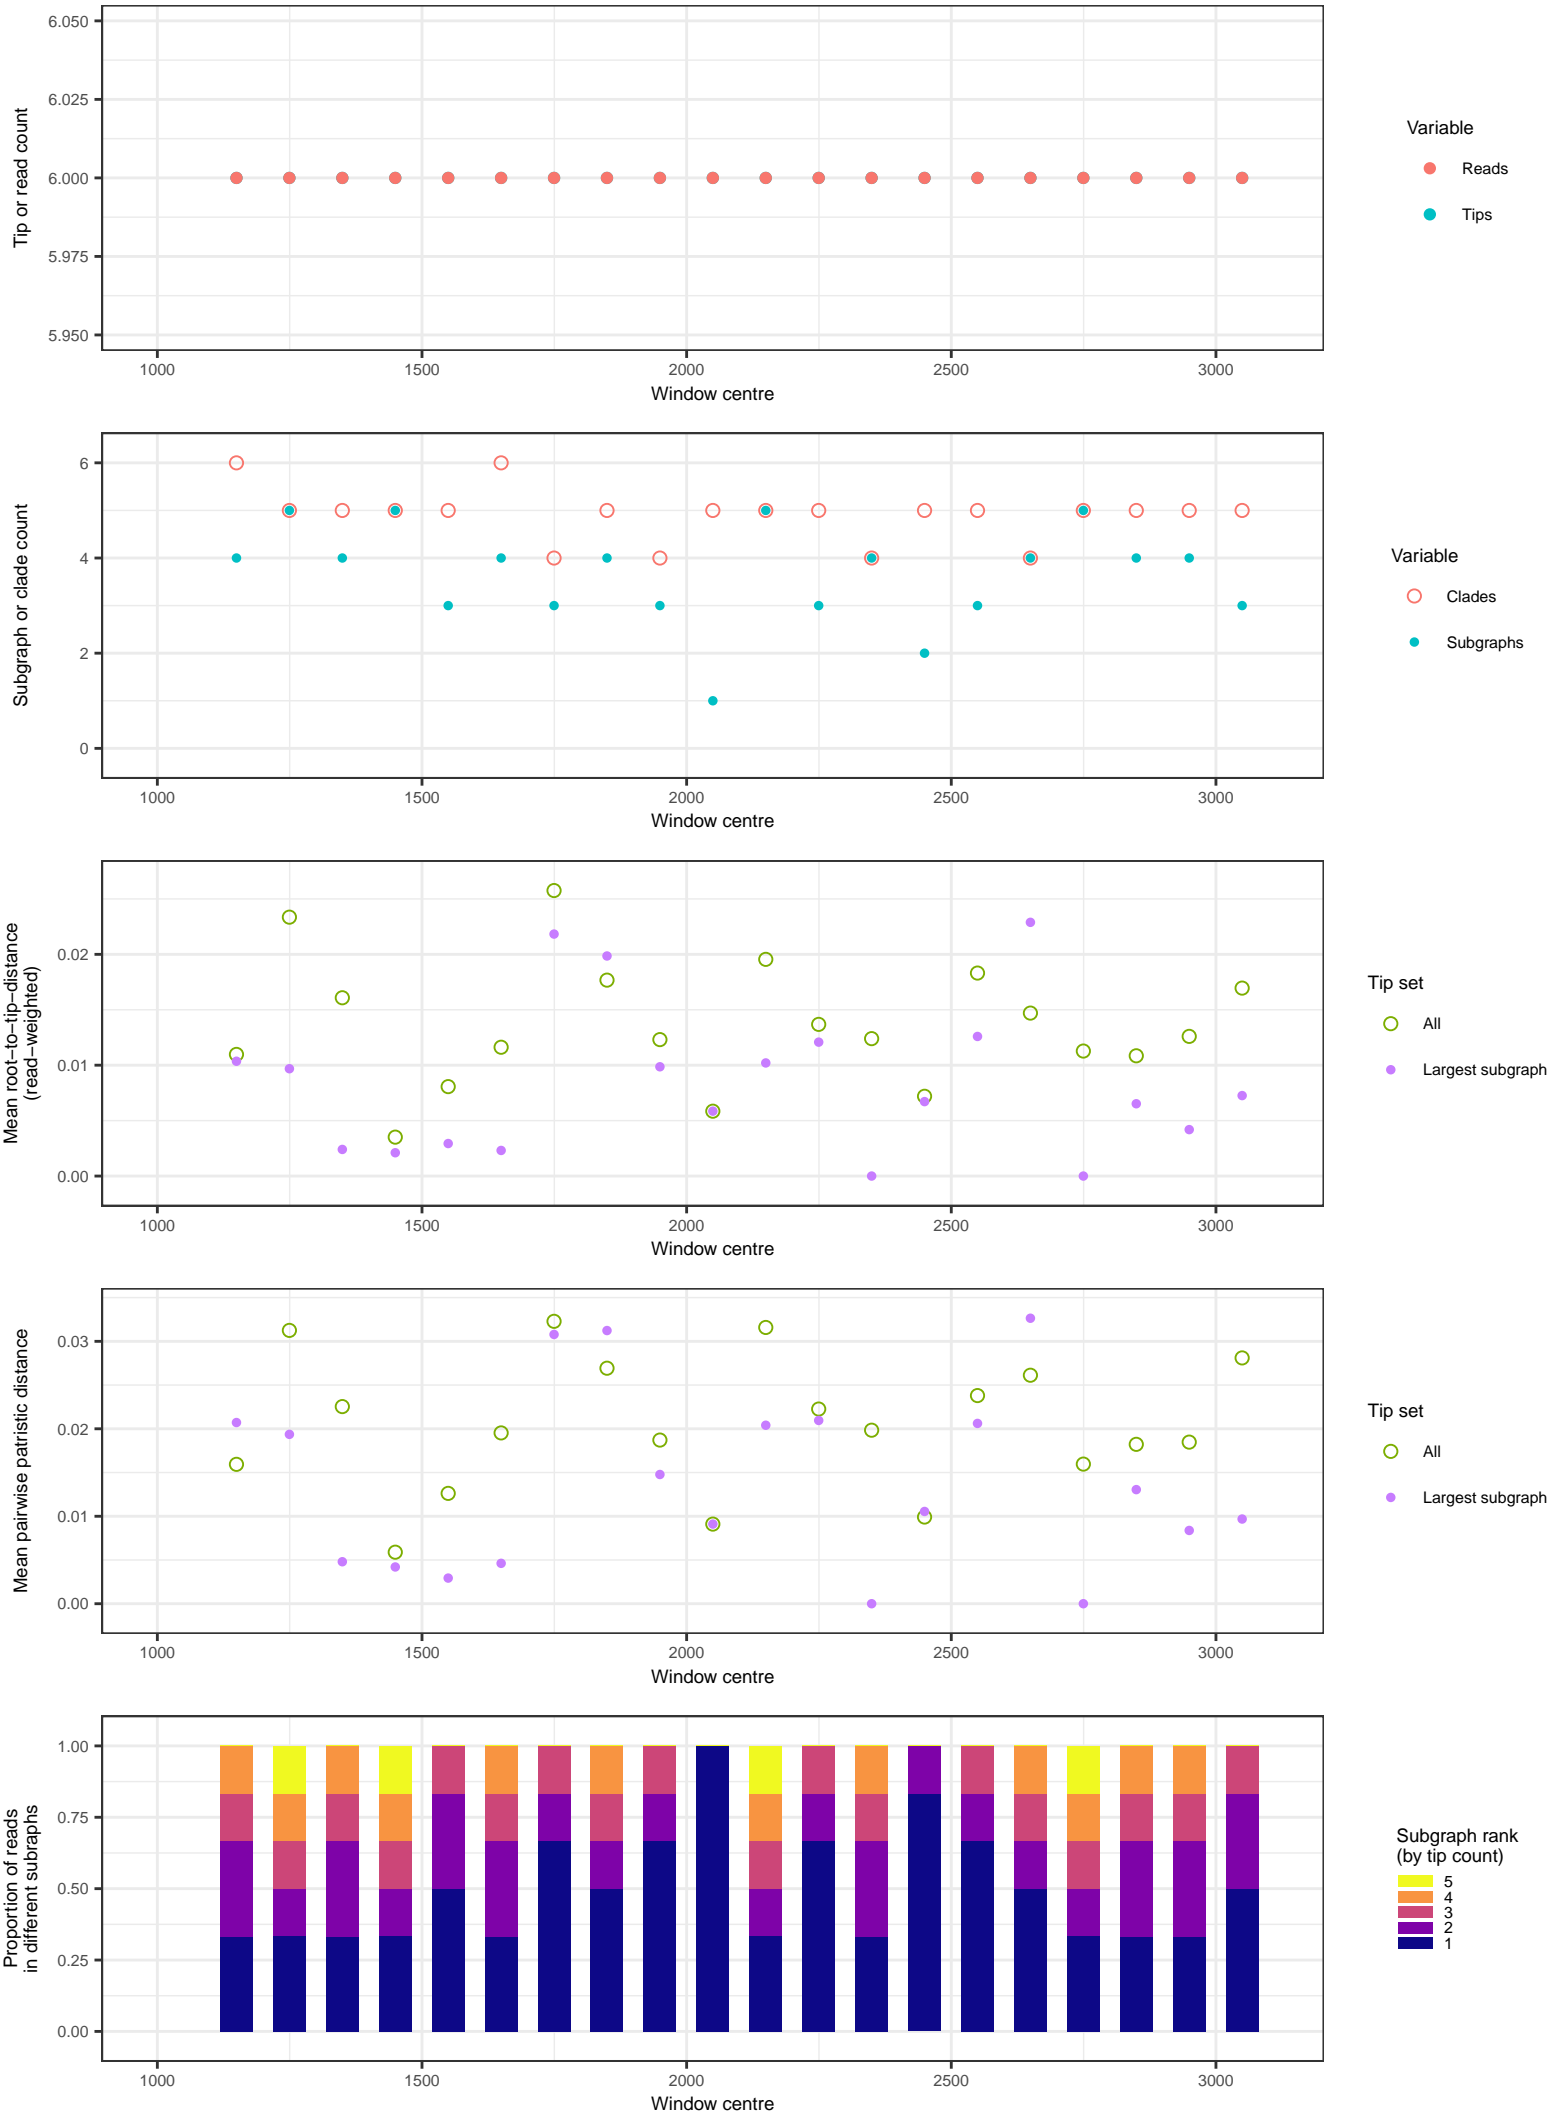 6.050
6.025
6.000
5.975
5.950
Tip or read count
1000 1500 2000 2500 3000
Window centre
Variable
Reads
Tips
6
4
2
0
Subgraph or clade count
1000 1500 2000 2500 3000
Window centre
Variable
Clades
Subgraphs
0.02
0.01
0.00
Mean root−to−tip−distance
(read−weighted)
1000 1500 2000 2500 3000
Window centre
Tip set
All
Largest subgraph
0.03
0.02
0.01
0.00
Mean pairwise patristic distance
1000 1500 2000 2500 3000
Window centre
Tip set
All
Largest subgraph
1.00
0.75
0.50
0.25
0.00
Proportion of reads
in different subraphs
1000 1500 2000 2500 3000
Window centre
Subgraph rank
(by tip count)
5
4
3
2
1